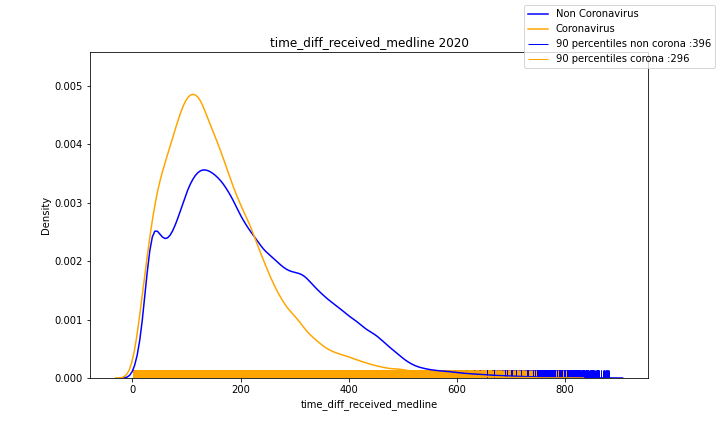 Non Coronavirus
Coronavirus
90 percentiles non corona :396
90 percentiles corona :296
time_diff_received_medline 2020
0.005
0.004
0.003
0.002
0.001
0.000
Density
0 200 400 600 800
time_diff_received_medline